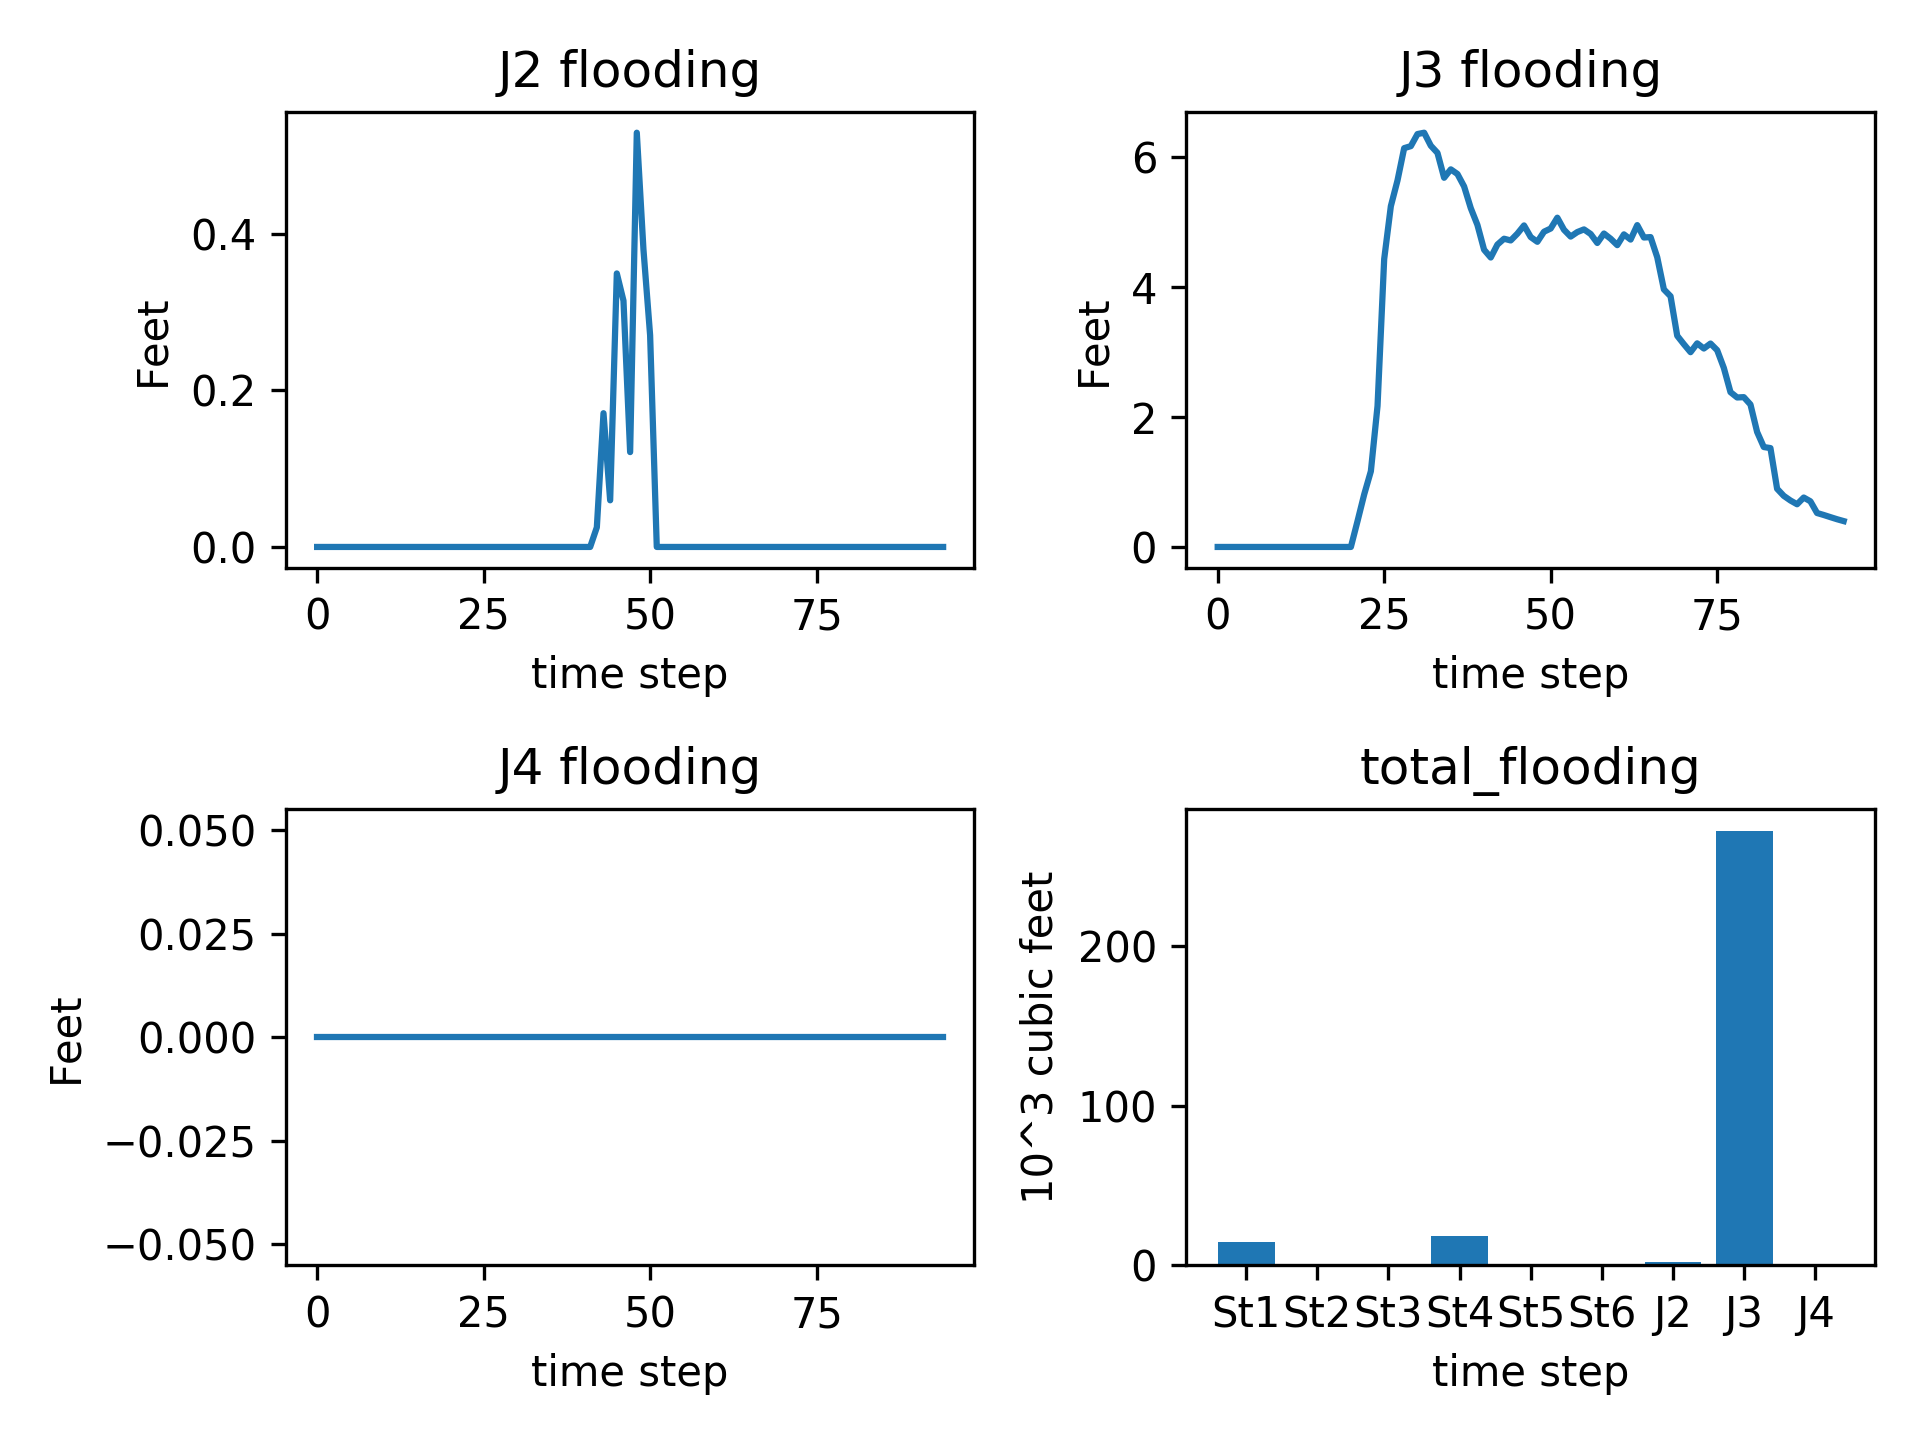 J2 flooding
Feet
0.4
0.2
0.0
0 25 50 75
time step
J3 flooding
Feet
6
4
2
0
0 25 50 75
time step
J4 flooding
Feet
0.050
0.025
0.000
−0.025
−0.050
0 25 50 75
time step
total_flooding
10^3 cubic feet
200
100
0
St1 St2 St3 St4 St5 St6 J2 J3 J4
time step